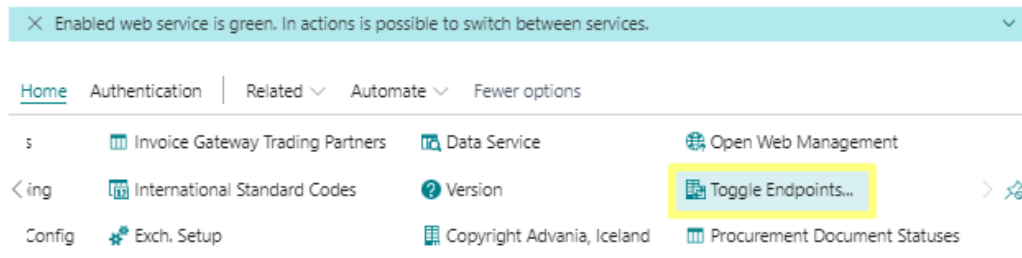 Enabled web service is green. In actions is possible to switch between services.
Home Authentication Related Automate Fewer options
s Invoice Gateway Trading Partners Data Service Open Web Management
ing International Standard Codes Version Toggle Endpoints...
Config Exch. Setup Copyright Advania, Iceland Procurement Document Statuses